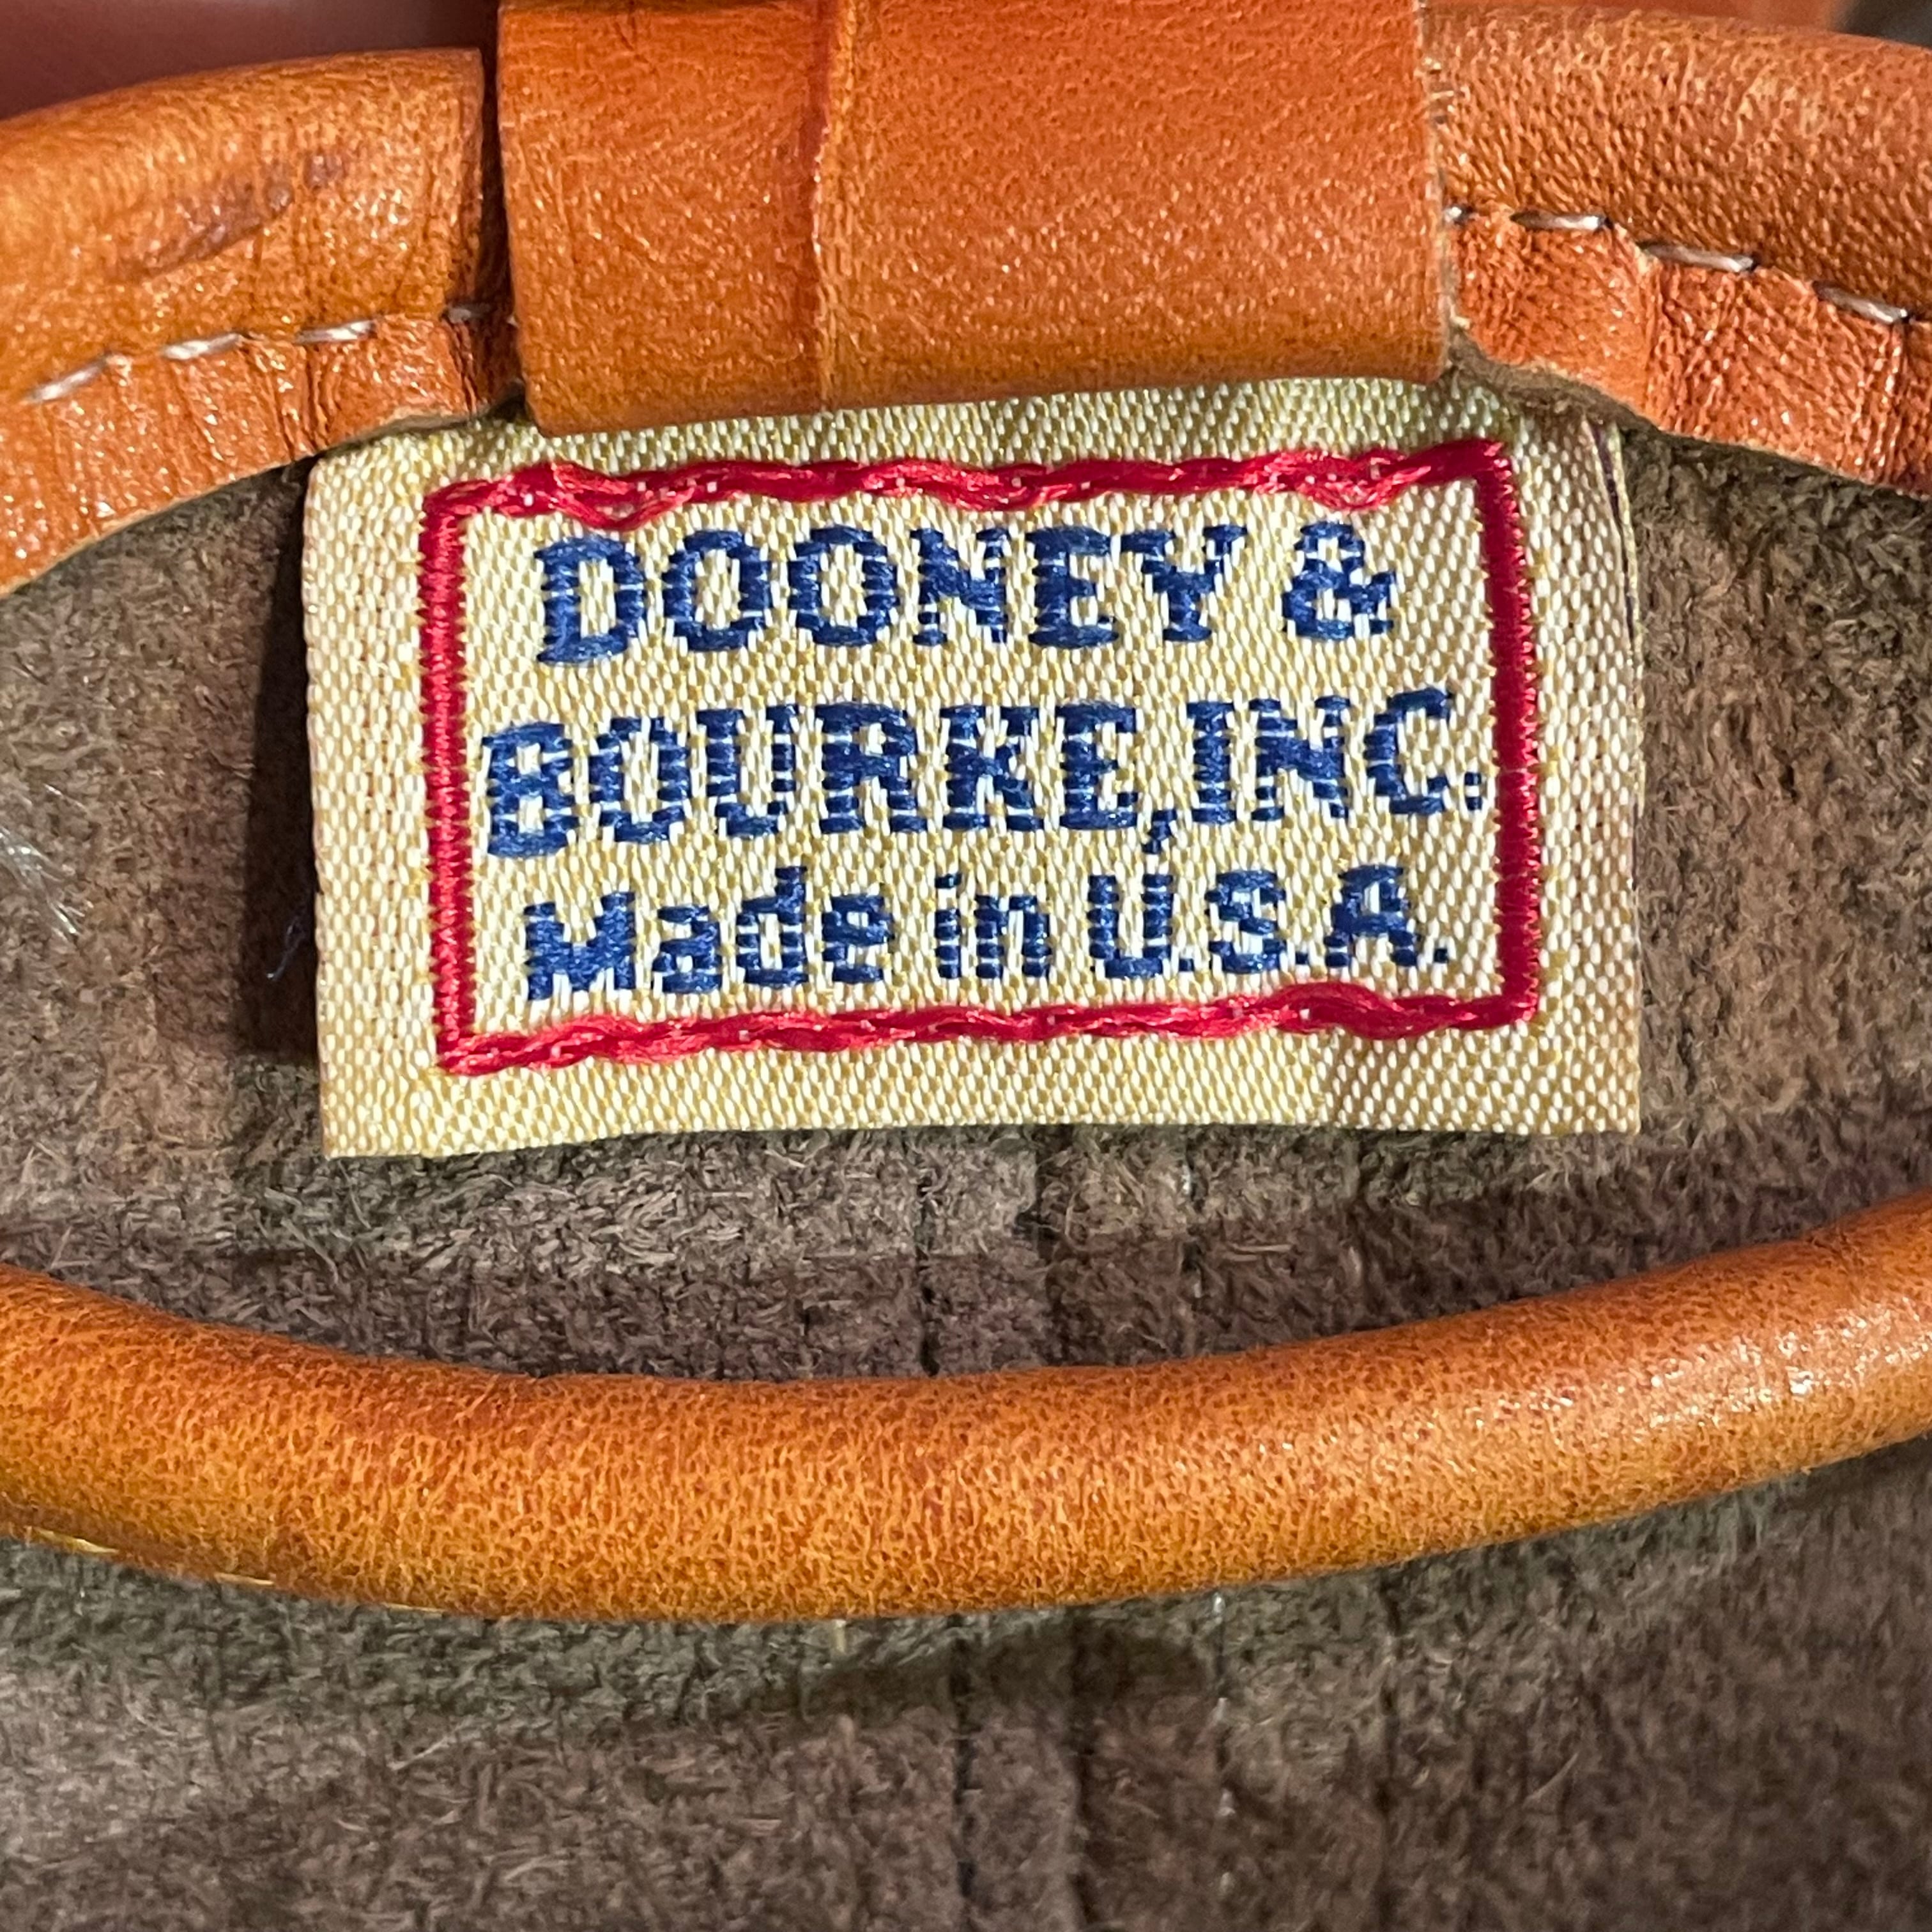 DOONEY &
BOURKE, INC.
Made in U.S.A.